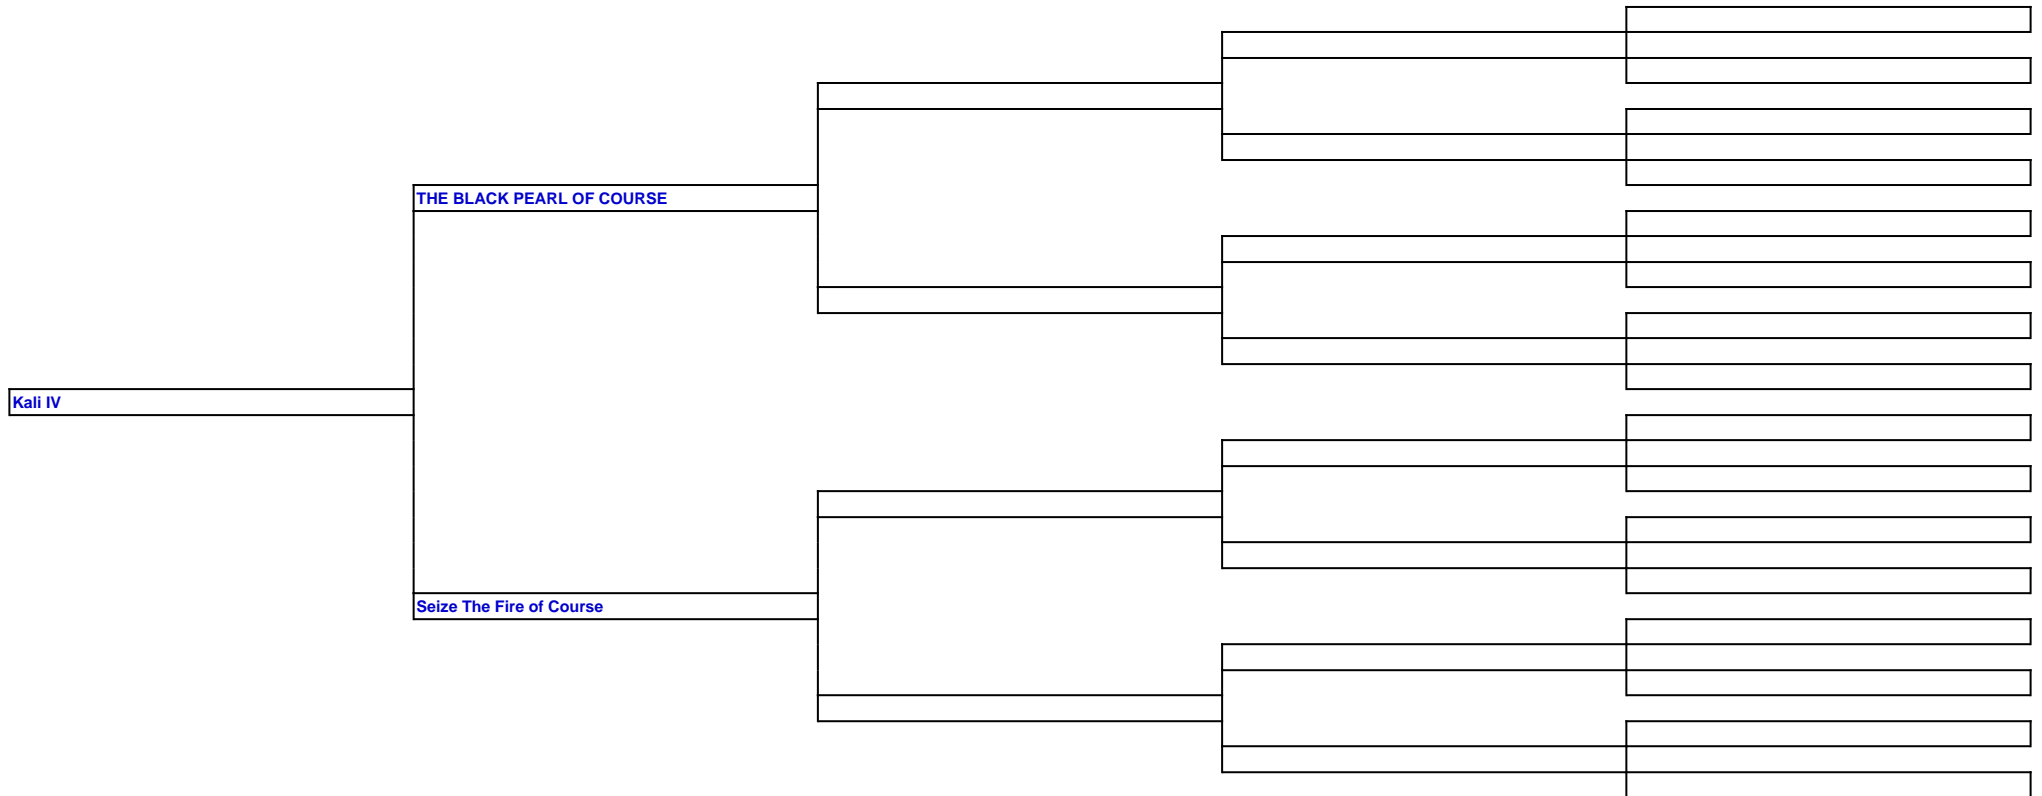 THE BLACK PEARL OF COURSE
Kali IV
Seize The Fire of Course